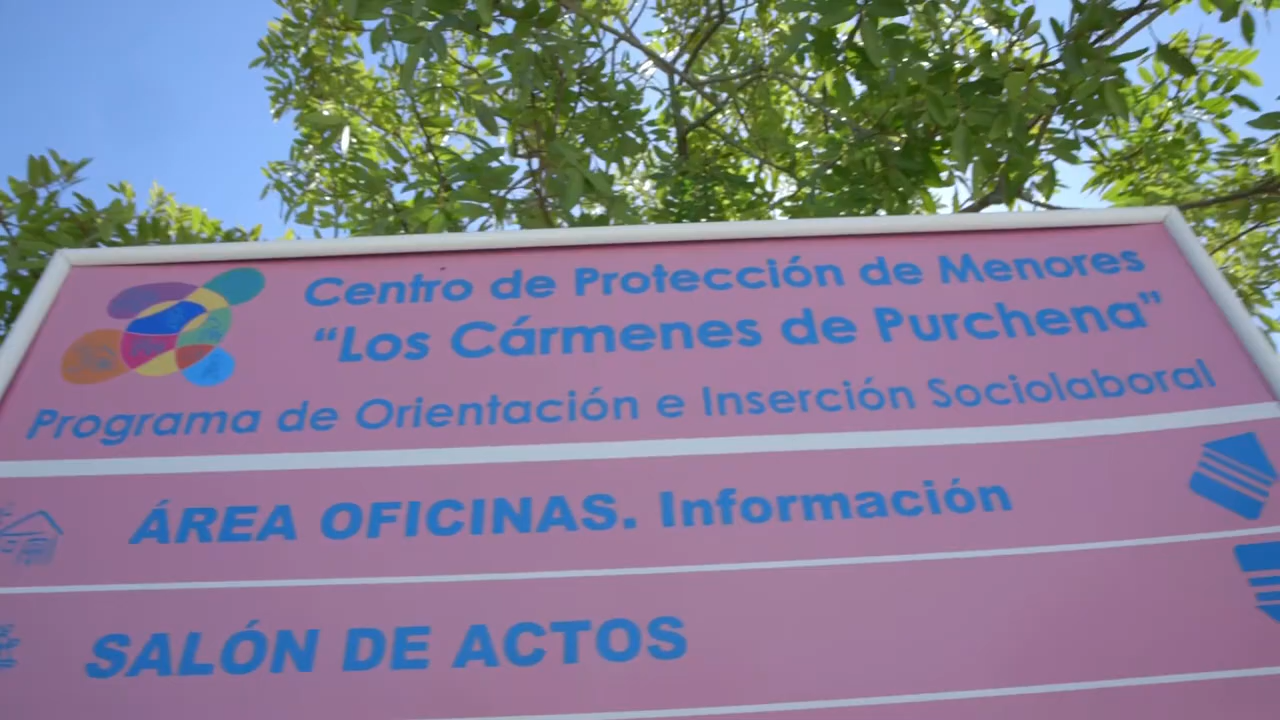 Centro de Protección de Menores
“Los Cármenes de Purchena”
Programa de Orientación e Inserción Sociolaboral
ÁREA OFICINAS. Información
SALÓN DE ACTOS